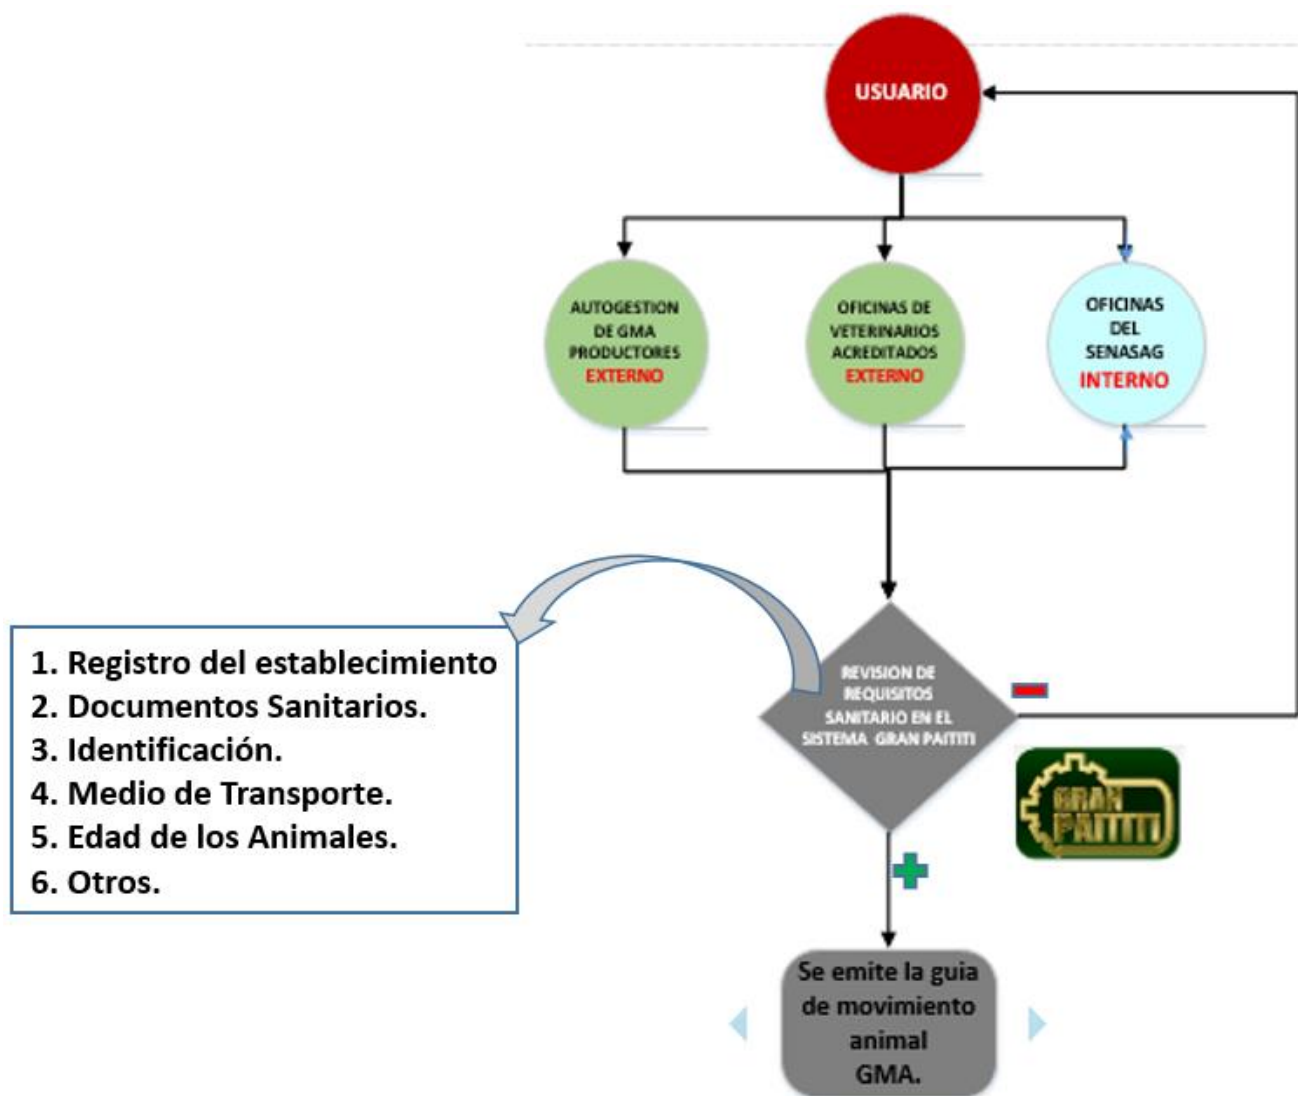 USUARIO
AUTOGESTION
DE GMA
PRODUCTORES
EXTERNO
OFICINAS DE
VETERINARIOS
ACREDITADOS
EXTERNO
OFICINAS
DEL
SENASAG
INTERNO
1. Registro del establecimiento
2. Documentos Sanitarios.
3. Identificación.
4. Medio de Transporte.
5. Edad de los Animales.
6. Otros.
REVISION DE
REQUISITOS
SANITARIO EN EL
SISTEMA GRAN PAITITI
GRAN
PAITITI
Se emite la guia
de movimiento
animal
GMA.